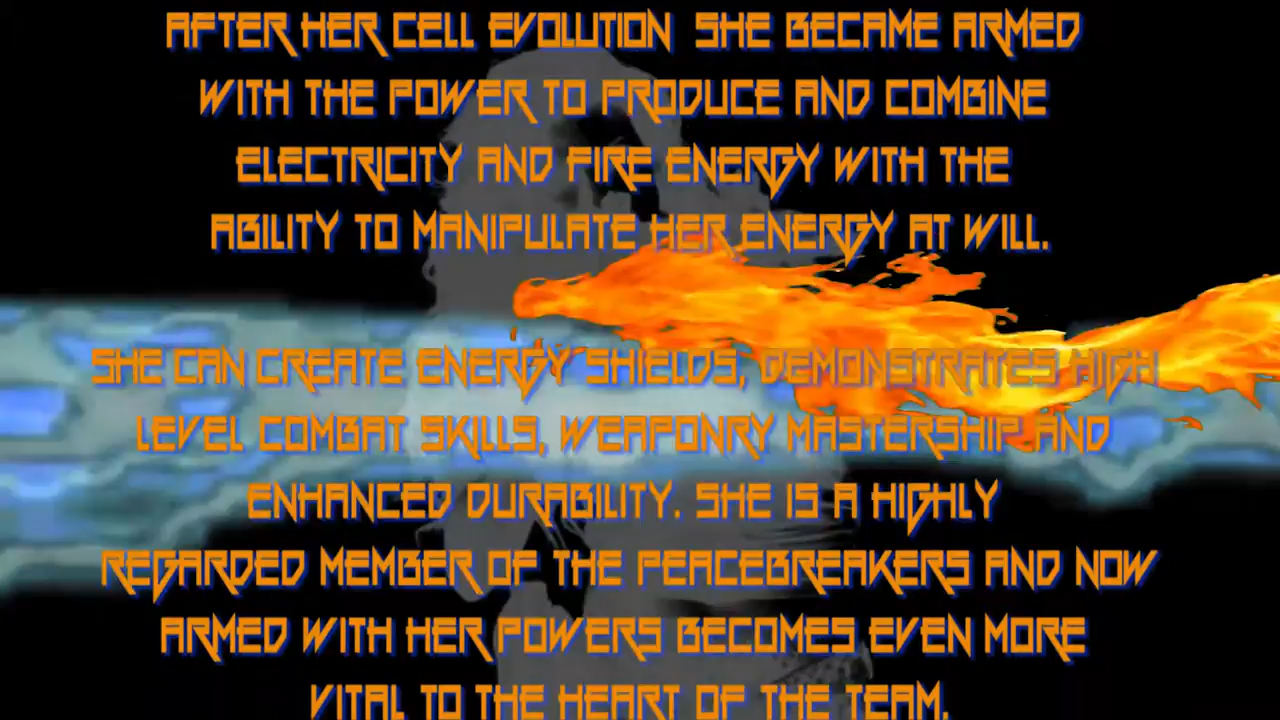 AFTER HER CELL EVOLUTION SHE BECAME ARMED
WITH THE POWER TO PRODUCE AND COMBINE
ELECTRICITY AND FIRE ENERGY WITH THE
ABILITY TO MANIPULATE HER ENERGY AT WILL.
SHE CAN CREATE ENERGY SHIELDS, DEMONSTRATES HIGH
LEVEL COMBAT SKILLS, WEAPONRY MASTERSHIP AND
ENHANCED DURABILITY. SHE IS A HIGHLY
REGARDED MEMBER OF THE PEACEBREAKERS AND NOW
ARMED WITH HER POWERS BECOMES EVEN MORE
VITAL TO THE HEART OF THE TEAM.